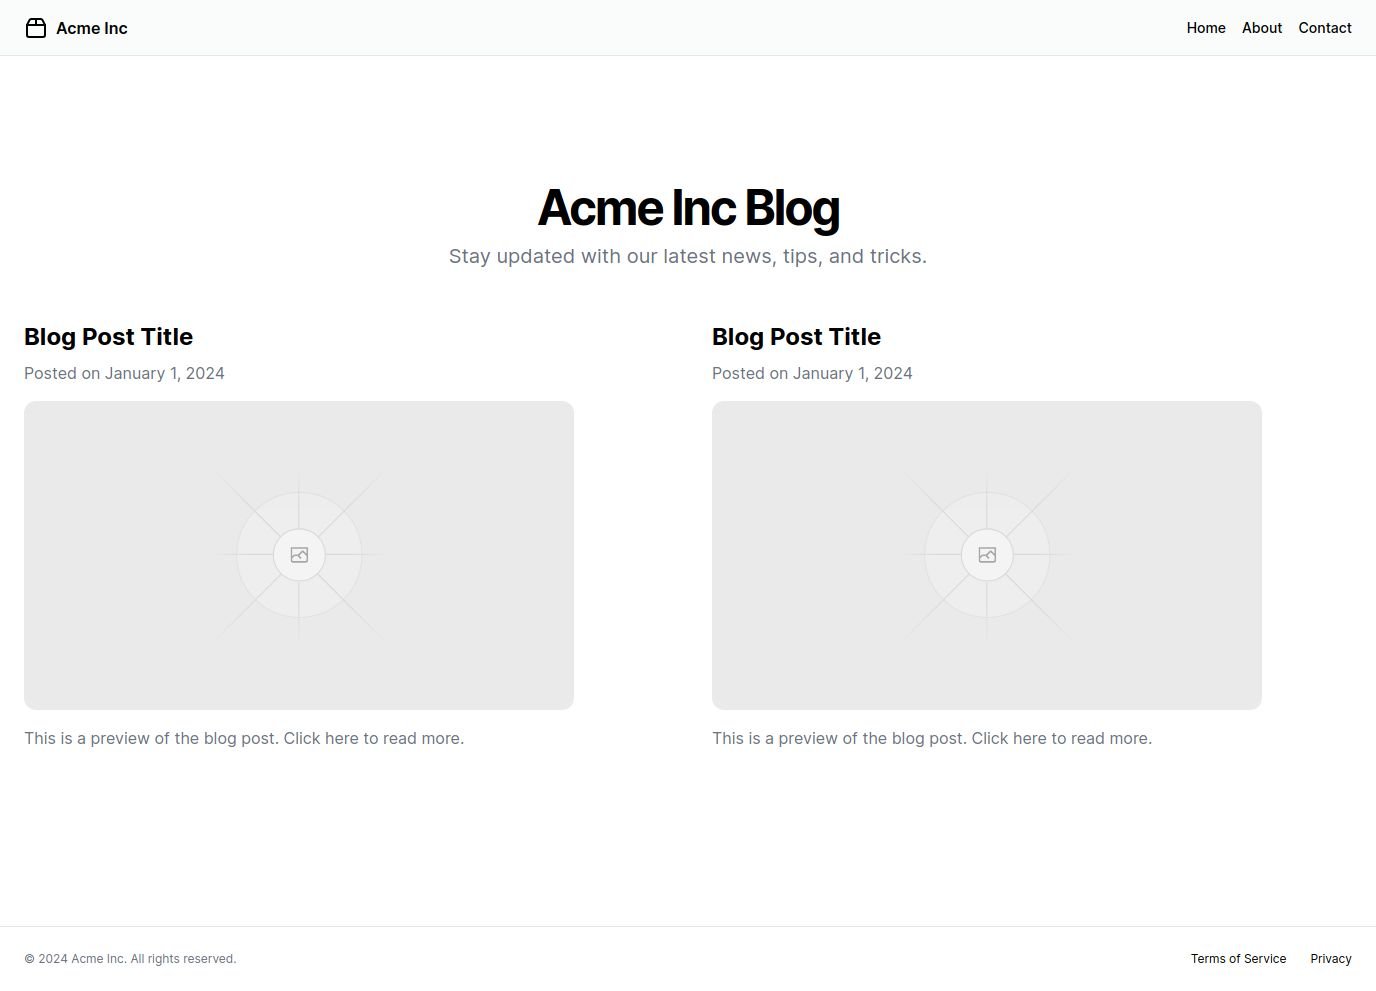 Acme Inc
Home About Contact
Acme Inc Blog
Stay updated with our latest news, tips, and tricks.
Blog Post Title
Posted on January 1, 2024
This is a preview of the blog post. Click here to read more.
Blog Post Title
Posted on January 1, 2024
This is a preview of the blog post. Click here to read more.
© 2024 Acme Inc. All rights reserved.
Terms of Service Privacy